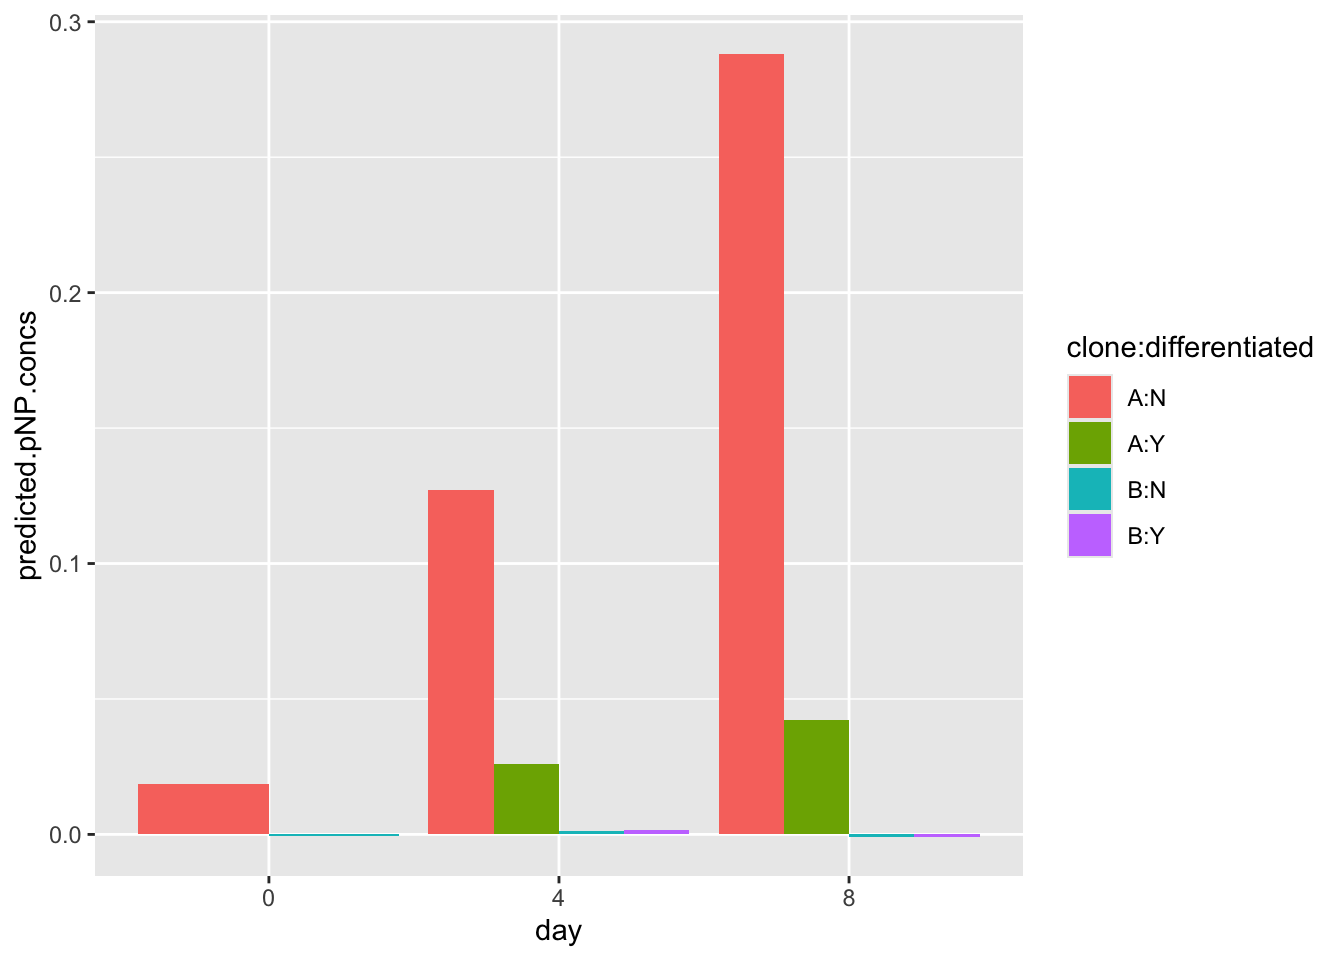 0.3
0.2
0.1
0.0
predicted.pNP.concs
0 4 8
day
clone:differentiated
A:N
A:Y
B:N
B:Y